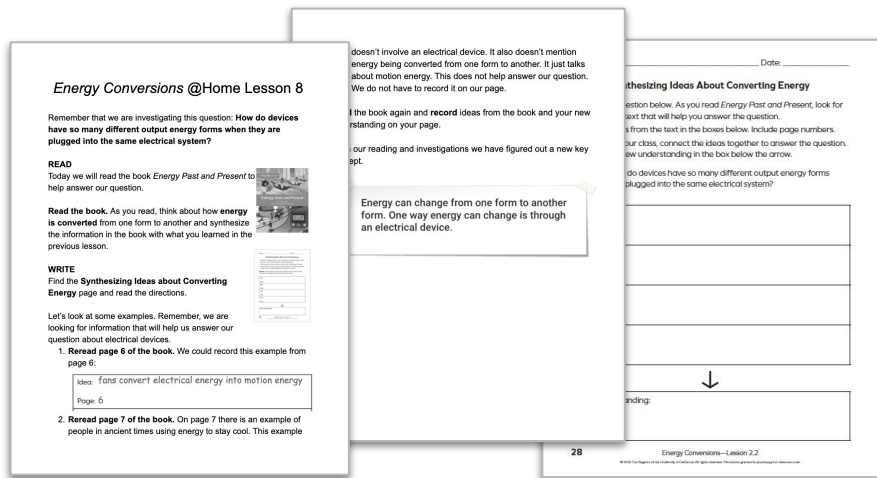 Energy Conversions @Home Lesson 8
Remember that we are investigating this question: How do devices
have so many different output energy forms when they are
plugged into the same electrical system?
READ
Today we will read the book Energy Past and Present to
help answer our question.
Read the book. As you read, think about how energy
is converted from one form to another and synthesize
the information in the book with what you learned in the
previous lesson.
WRITE
Find the Synthesizing Ideas about Converting
Energy page and read the directions.
Let's look at some examples. Remember, we are
looking for information that will help us answer our
question about electrical devices.
1. Reread page 6 of the book. We could record this example from
page 6:
Idea: fans convert electrical energy into motion energy
Page: 6
2. Reread page 7 of the book. On page 7 there is an example of
people in ancient times using energy to stay cool. This example
Energy Past and Present
doesn't involve an electrical device. It also doesn't mention
energy being converted from one form to another. It just talks
about motion energy. This does not help answer our question.
We do not have to record it on our page.
the book again and record ideas from the book and your new
rstanding on your page.
our reading and investigations we have figured out a new key
ept.
Energy can change from one form to another
form. One way energy can change is through
an electrical device.
Date:
nthesizing Ideas About Converting Energy
estion below. As you read Energy Past and Present, look for
text that will help you answer the question.
s from the text in the boxes below. Include page numbers.
our class, connect the ideas together to answer the question.
ew understanding in the box below the arrow.
do devices have so many different output energy forms
plugged into the same electrical system?
anding:
28
Energy Conversions—Lesson 2.2